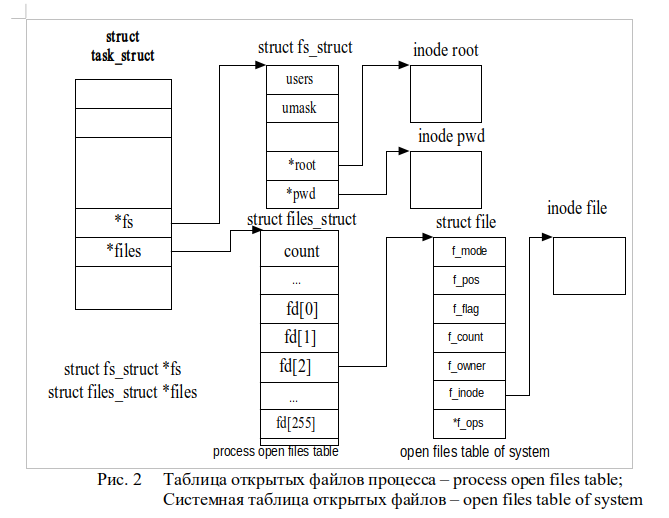 struct
task_struct
*fs
*files
struct fs_struct *fs
struct files_struct *files
struct fs_struct
users
umask
*root
*pwd
inode root
inode pwd
struct files_struct
count
...
fd[0]
fd[1]
fd[2]
...
fd[255]
process open files table
struct file
f_mode
f_pos
f_flag
f_count
f_owner
f_inode
*f_ops
open files table of system
inode file
Рис. 2 Таблица открытых файлов процесса – process open files table;
Системная таблица открытых файлов – open files table of system